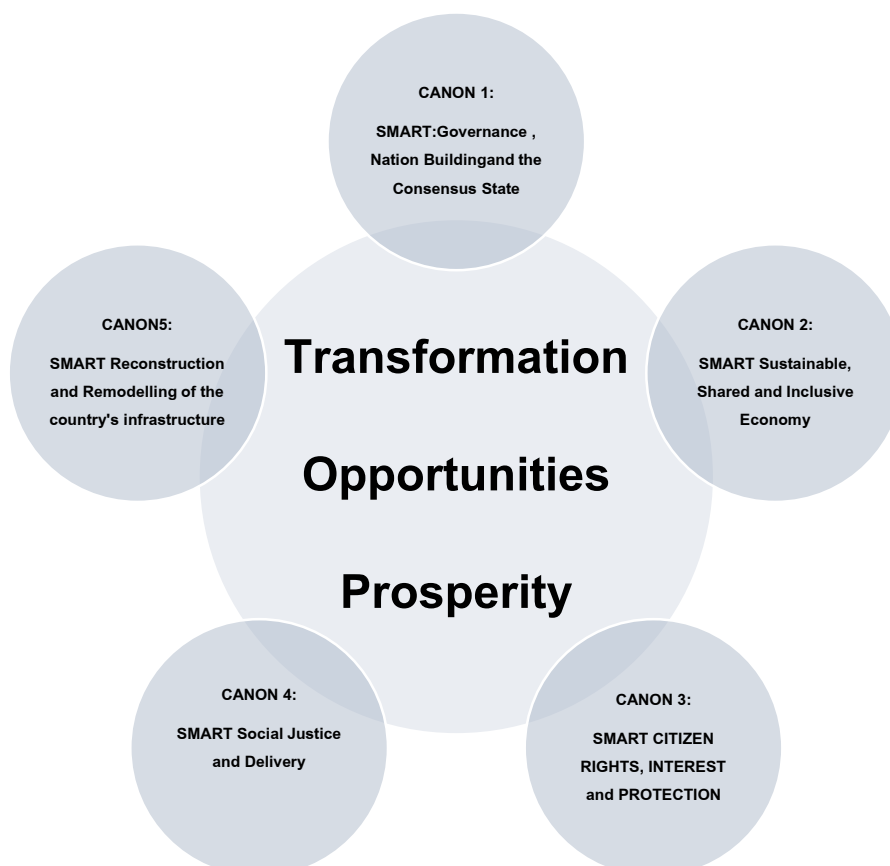 CANON 1:
SMART:Governance ,
Nation Buildingand the
Consensus State
CANON 2:
SMART Sustainable,
Shared and Inclusive
Economy
CANON 3:
SMART CITIZEN
RIGHTS, INTEREST
and PROTECTION
CANON 4:
SMART Social Justice
and Delivery
CANON5:
SMART Reconstruction
and Remodelling of the
country's infrastructure
Transformation
Opportunities
Prosperity